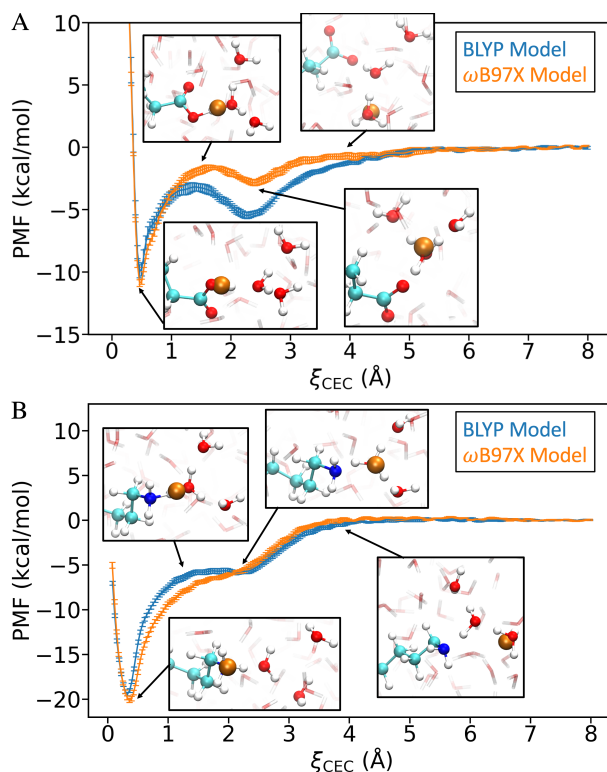 A
BLYP Model
ωB97X Model
0
−5
−10
−15
PMF (kcal/mol)
0 1 2 3 4 5 6 7 8
ξCEC (Å)
B
10
BLYP Model
ωB97X Model
5
0
−5
−10
−15
−20
PMF (kcal/mol)
0 1 2 3 4 5 6 7 8
ξCEC (Å)